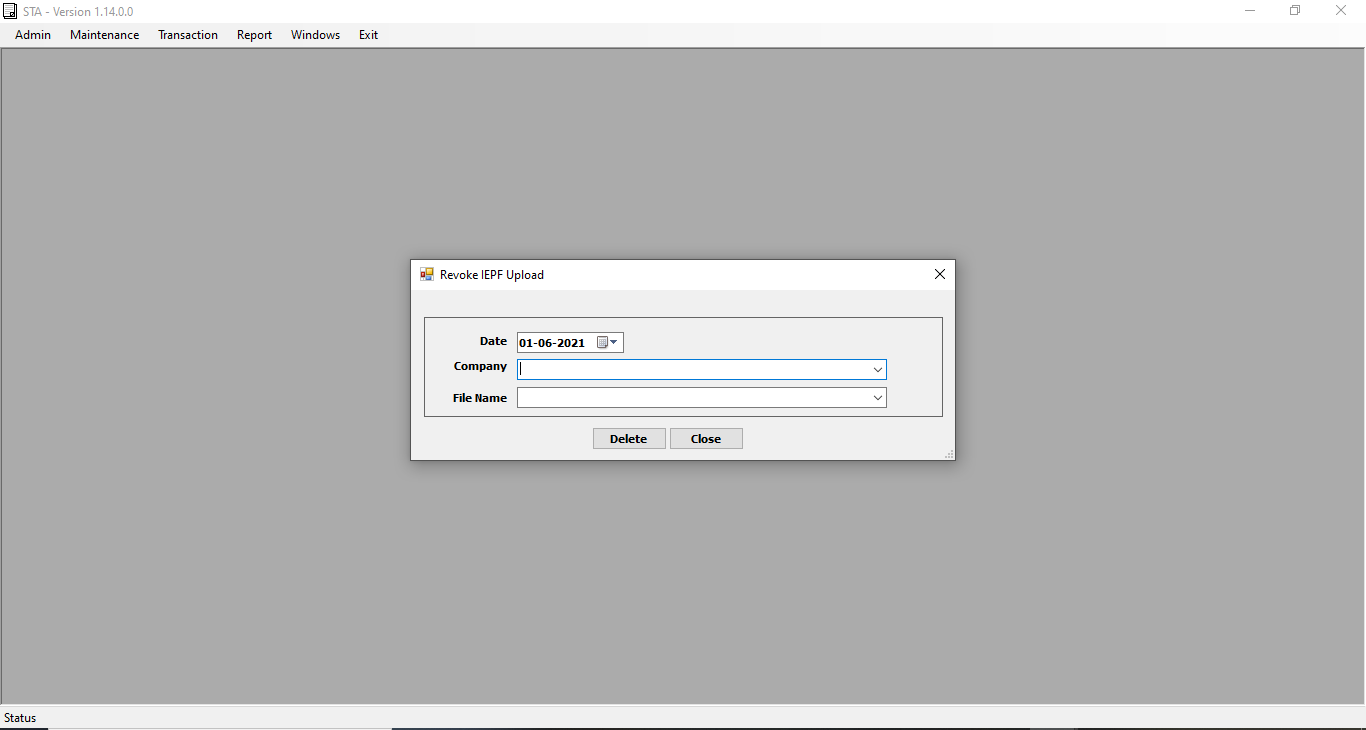 STA - Version 1.14.0.0
Admin Maintenance Transaction Report Windows Exit
Revoke IEPF Upload
Date 01-06-2021
Company
File Name
Delete Close
Status